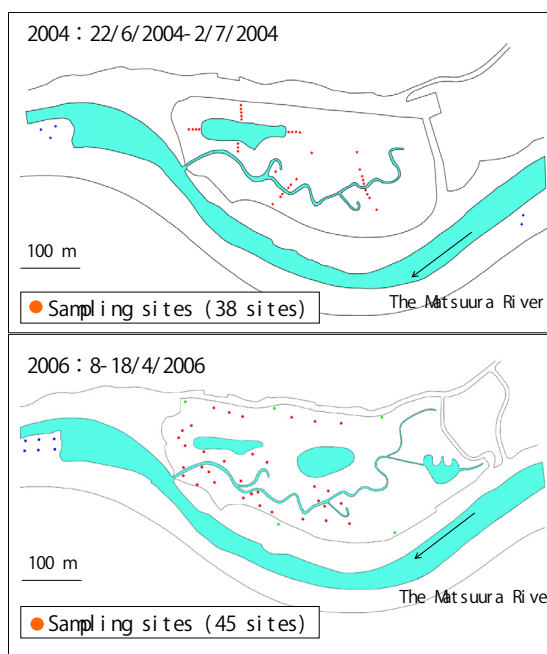 2004：22/6/2004-2/7/2004
100 m
The Matsuura River
Sampling sites (38 sites)
2006：8-18/4/2006
100 m
The Matsuura Rive
Sampling sites (45 sites)